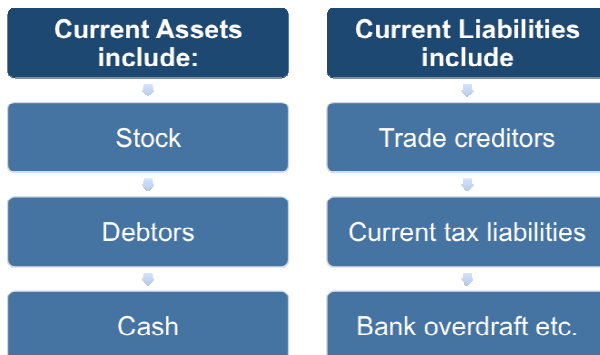 Current Assets
include:
Stock
Debtors
Cash
Current Liabilities
include
Trade creditors
Current tax liabilities
Bank overdraft etc.